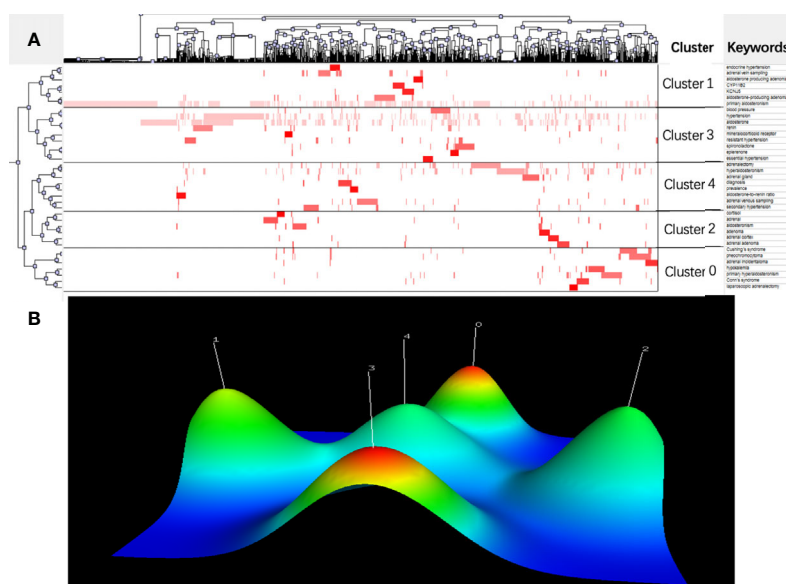 A
Cluster
Keywords
Cluster 1
Cluster 3
Cluster 4
Cluster 2
Cluster 0
endocrine hypertension
adrenal vein sampling
aldosterone producing adenoma
CYP11B2
KCNJ5
aldosterone-producing adenoma
primary aldosteronism
blood pressure
hypertension
aldosterone
renin
mineralocorticoid receptor
resistant hypertension
spironolactone
eplerenone
essential hypertension
adrenalectomy
hyperaldosteronism
adrenal gland
diagnosis
prevalence
aldosterone-to-renin ratio
adrenal venous sampling
secondary hypertension
cortisol
adrenal
aldosteronism
adenoma
adrenal cortex
adrenal adenoma
Cushing's syndrome
pheochromocytoma
adrenal incidentaloma
hypokalemia
primary hyperaldosteronism
Conn's syndrome
laparoscopic adrenalectomy
B
1
4
0
3
2